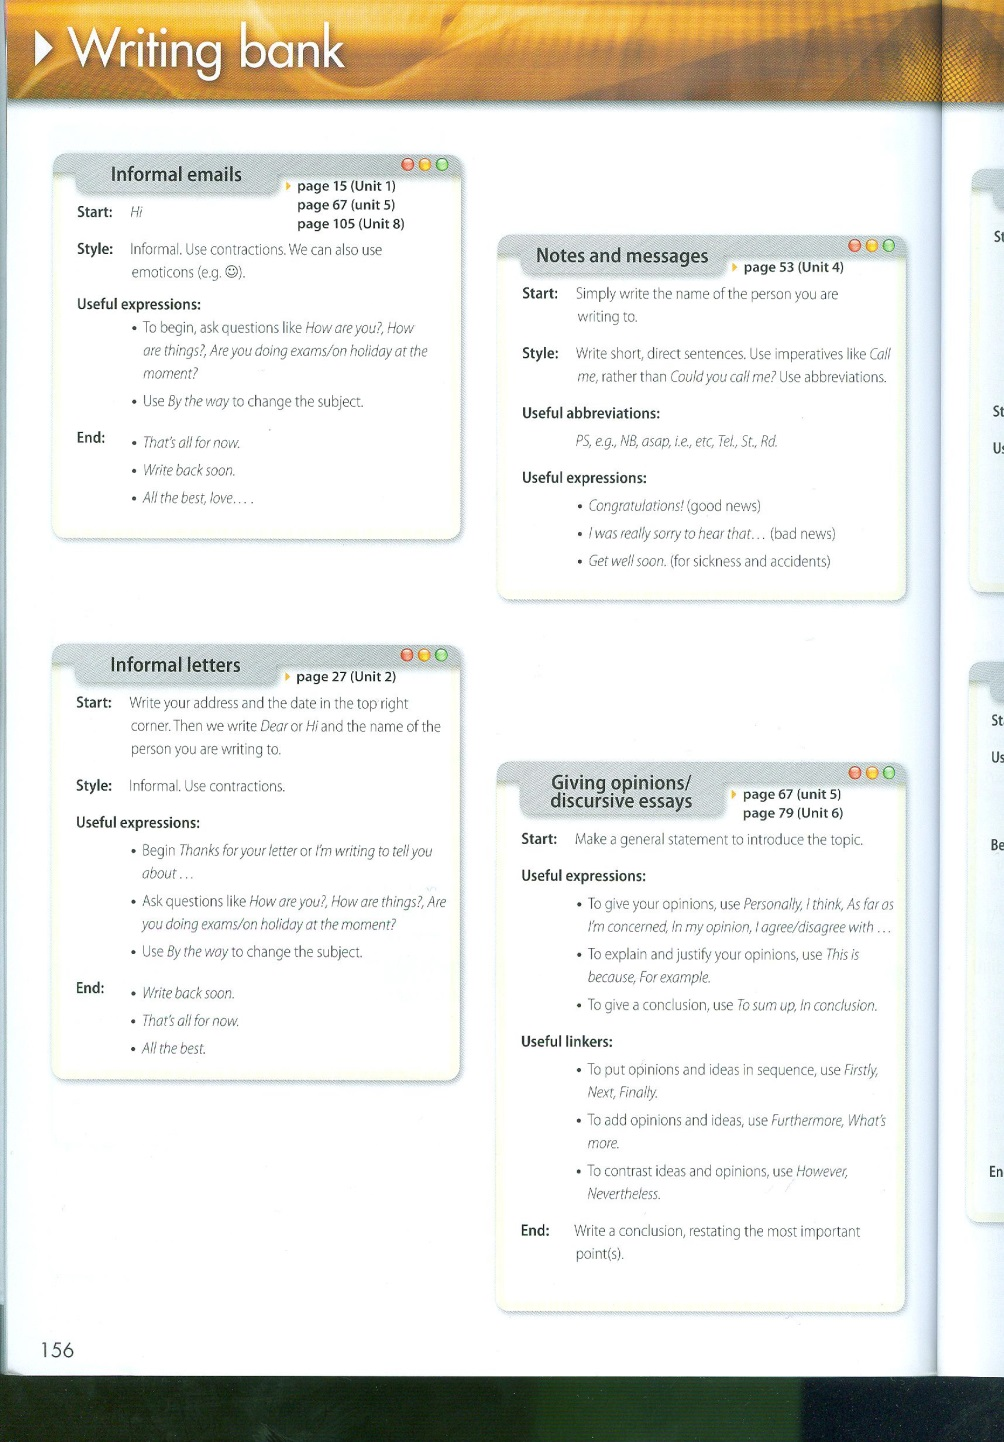 Writing bank
Informal emails
page 15 (Unit 1)
page 67 (unit 5)
page 105 (Unit 8)
Start: Hi
Style: Informal. Use contractions. We can also use
emoticons (e.g. ☺).
Useful expressions:
• To begin, ask questions like How are you?, How
are things?, Are you doing exams/on holiday at the
moment?
• Use By the way to change the subject.
End: • That's all for now.
• Write back soon.
• All the best, love....
Informal letters
page 27 (Unit 2)
Start: Write your address and the date in the top right
corner. Then we write Dear or Hi and the name of the
person you are writing to.
Style: Informal. Use contractions.
Useful expressions:
• Begin Thanks for your letter or I'm writing to tell you
about...
• Ask questions like How are you?, How are things?, Are
you doing exams/on holiday at the moment?
• Use By the way to change the subject.
End: • Write back soon.
• That's all for now.
• All the best.
Notes and messages
page 53 (Unit 4)
Start: Simply write the name of the person you are
writing to.
Style: Write short, direct sentences. Use imperatives like Call
me, rather than Could you call me? Use abbreviations.
Useful abbreviations:
PS, e.g., NB, asap, i.e., etc, Tel., St., Rd.
Useful expressions:
• Congratulations! (good news)
• I was really sorry to hear that... (bad news)
• Get well soon. (for sickness and accidents)
Giving opinions/
discursive essays
page 67 (unit 5)
page 79 (Unit 6)
Start: Make a general statement to introduce the topic.
Useful expressions:
• To give your opinions, use Personally, I think, As far as
I'm concerned, In my opinion, I agree/disagree with ...
• To explain and justify your opinions, use This is
because, For example.
• To give a conclusion, use To sum up, In conclusion.
Useful linkers:
• To put opinions and ideas in sequence, use Firstly,
Next, Finally.
• To add opinions and ideas, use Furthermore, What's
more.
• To contrast ideas and opinions, use However,
Nevertheless.
End: Write a conclusion, restating the most important
point(s).
156